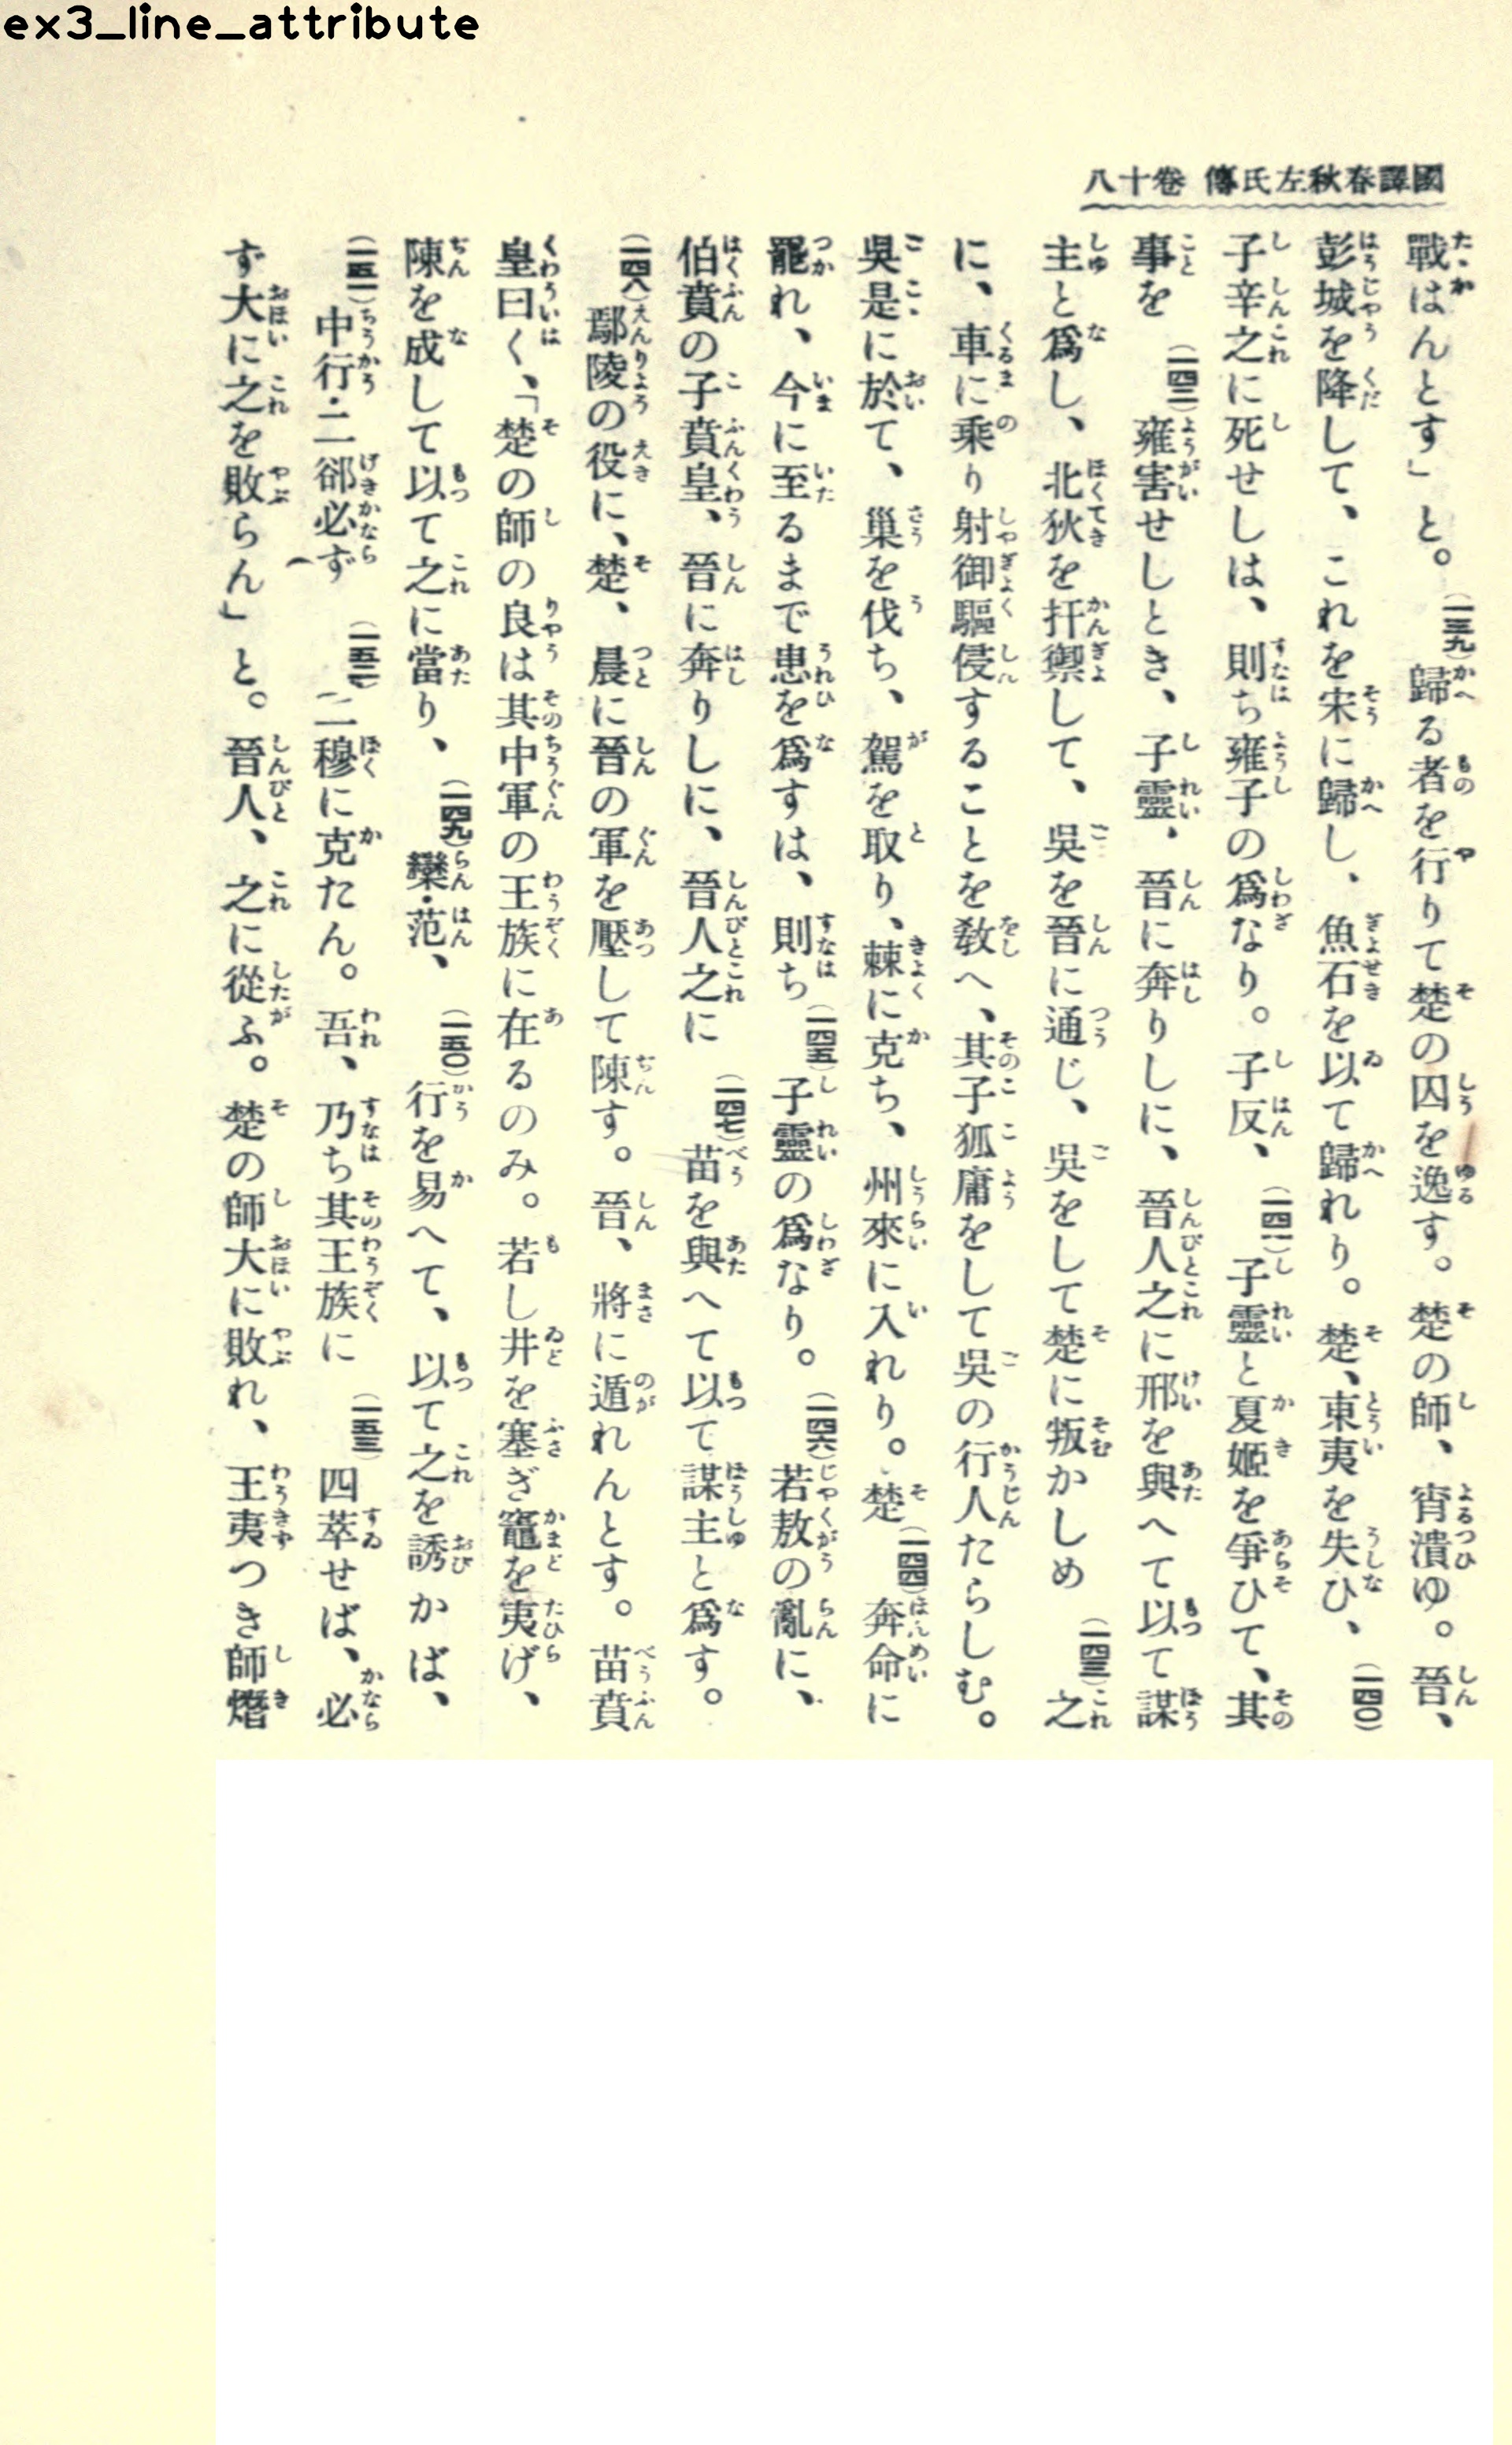 ex3_line_attribute
國譯春秋左氏傳 卷十八
戰はんとす」と。(一三九)歸る者を行りて楚の囚を逸す。楚の師、宵潰ゆ。晉、
彭城を降して、これを宋に歸し、魚石を以て歸れり。楚、東夷を失ひ、(一四〇)
子辛之に死せしは、則ち雍子の爲なり。子反、(一四一)子靈と夏姬を爭ひて、其
事を(一四二)雍害せしとき、子靈、晉に奔りしに、晉人之に邢を與へて以て謀
主と爲し、北狄を扞禦して、吳を晉に通じ、吳をして楚に叛かしめ(一四三)之
に、車に乘り射御驅侵することを敎へ、其子狐庸をして吳の行人たらしむ。
吳是に於て、巢を伐ち、駕を取り、棘に克ち、州來に入れり。楚(一四四)奔命に
罷れ、今に至るまで患を爲すは、則ち(一四五)子靈の爲なり。(一四六)若敖の亂に、
伯賁の子賁皇、晉に奔りしに、晉人之に(一四七)苗を與へて以て謀主と爲す。
(一四八)鄢陵の役に、楚、晨に晉の軍を壓して陳す。晉、將に遁れんとす。苗賁
皇曰く、「楚の師の良は其中軍の王族に在るのみ。若し井を塞ぎ竈を夷げ、
陳を成して以て之に當り、(一四九)欒·范、(一五〇)行を易へて、以て之を誘かば、
(一五一)中行·二郤必ず(一五二)二穆に克たん。吾、乃ち其王族に(一五三)四萃せば、必
ず大に之を敗らん」と。晉人、之に從ふ。楚の師大に敗れ、王夷つき師熸